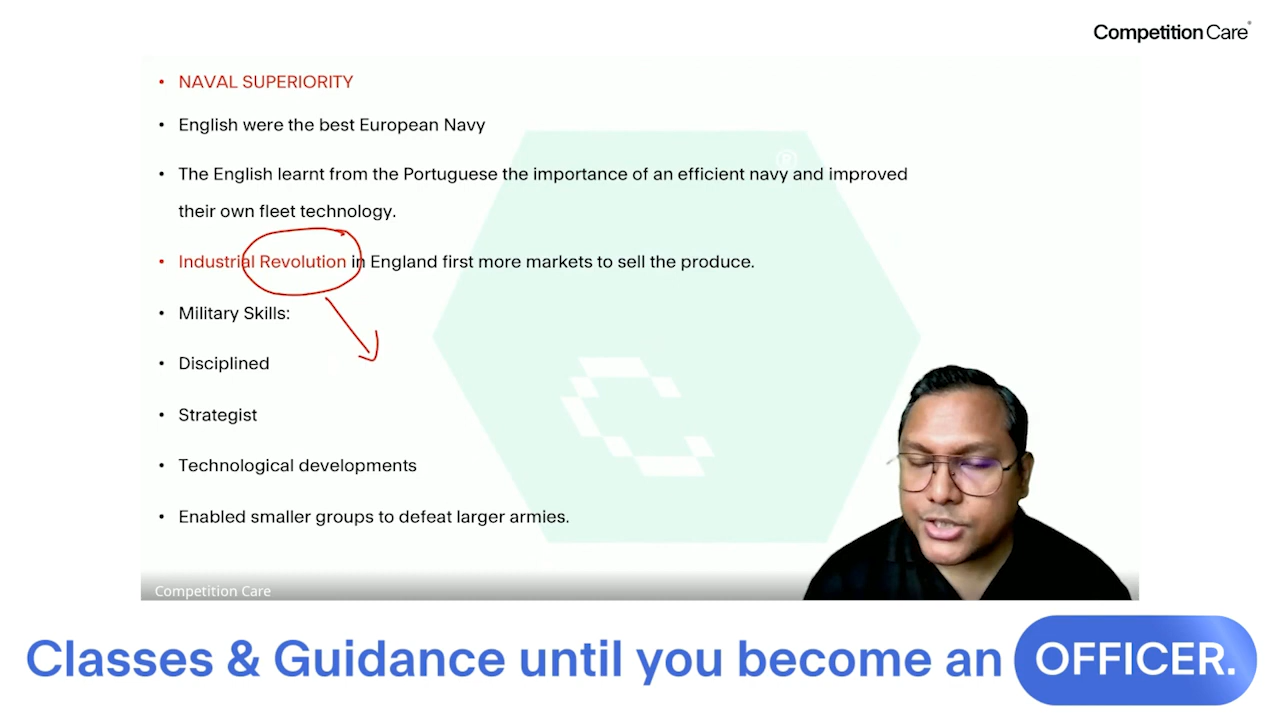 Competition Care
• NAVAL SUPERIORITY
• English were the best European Navy
• The English learnt from the Portuguese the importance of an efficient navy and improved
their own fleet technology.
• Industrial Revolution in England first more markets to sell the produce.
• Military Skills:
• Disciplined
• Strategist
• Technological developments
• Enabled smaller groups to defeat larger armies.
Competition Care
Classes & Guidance until you become an OFFICER.